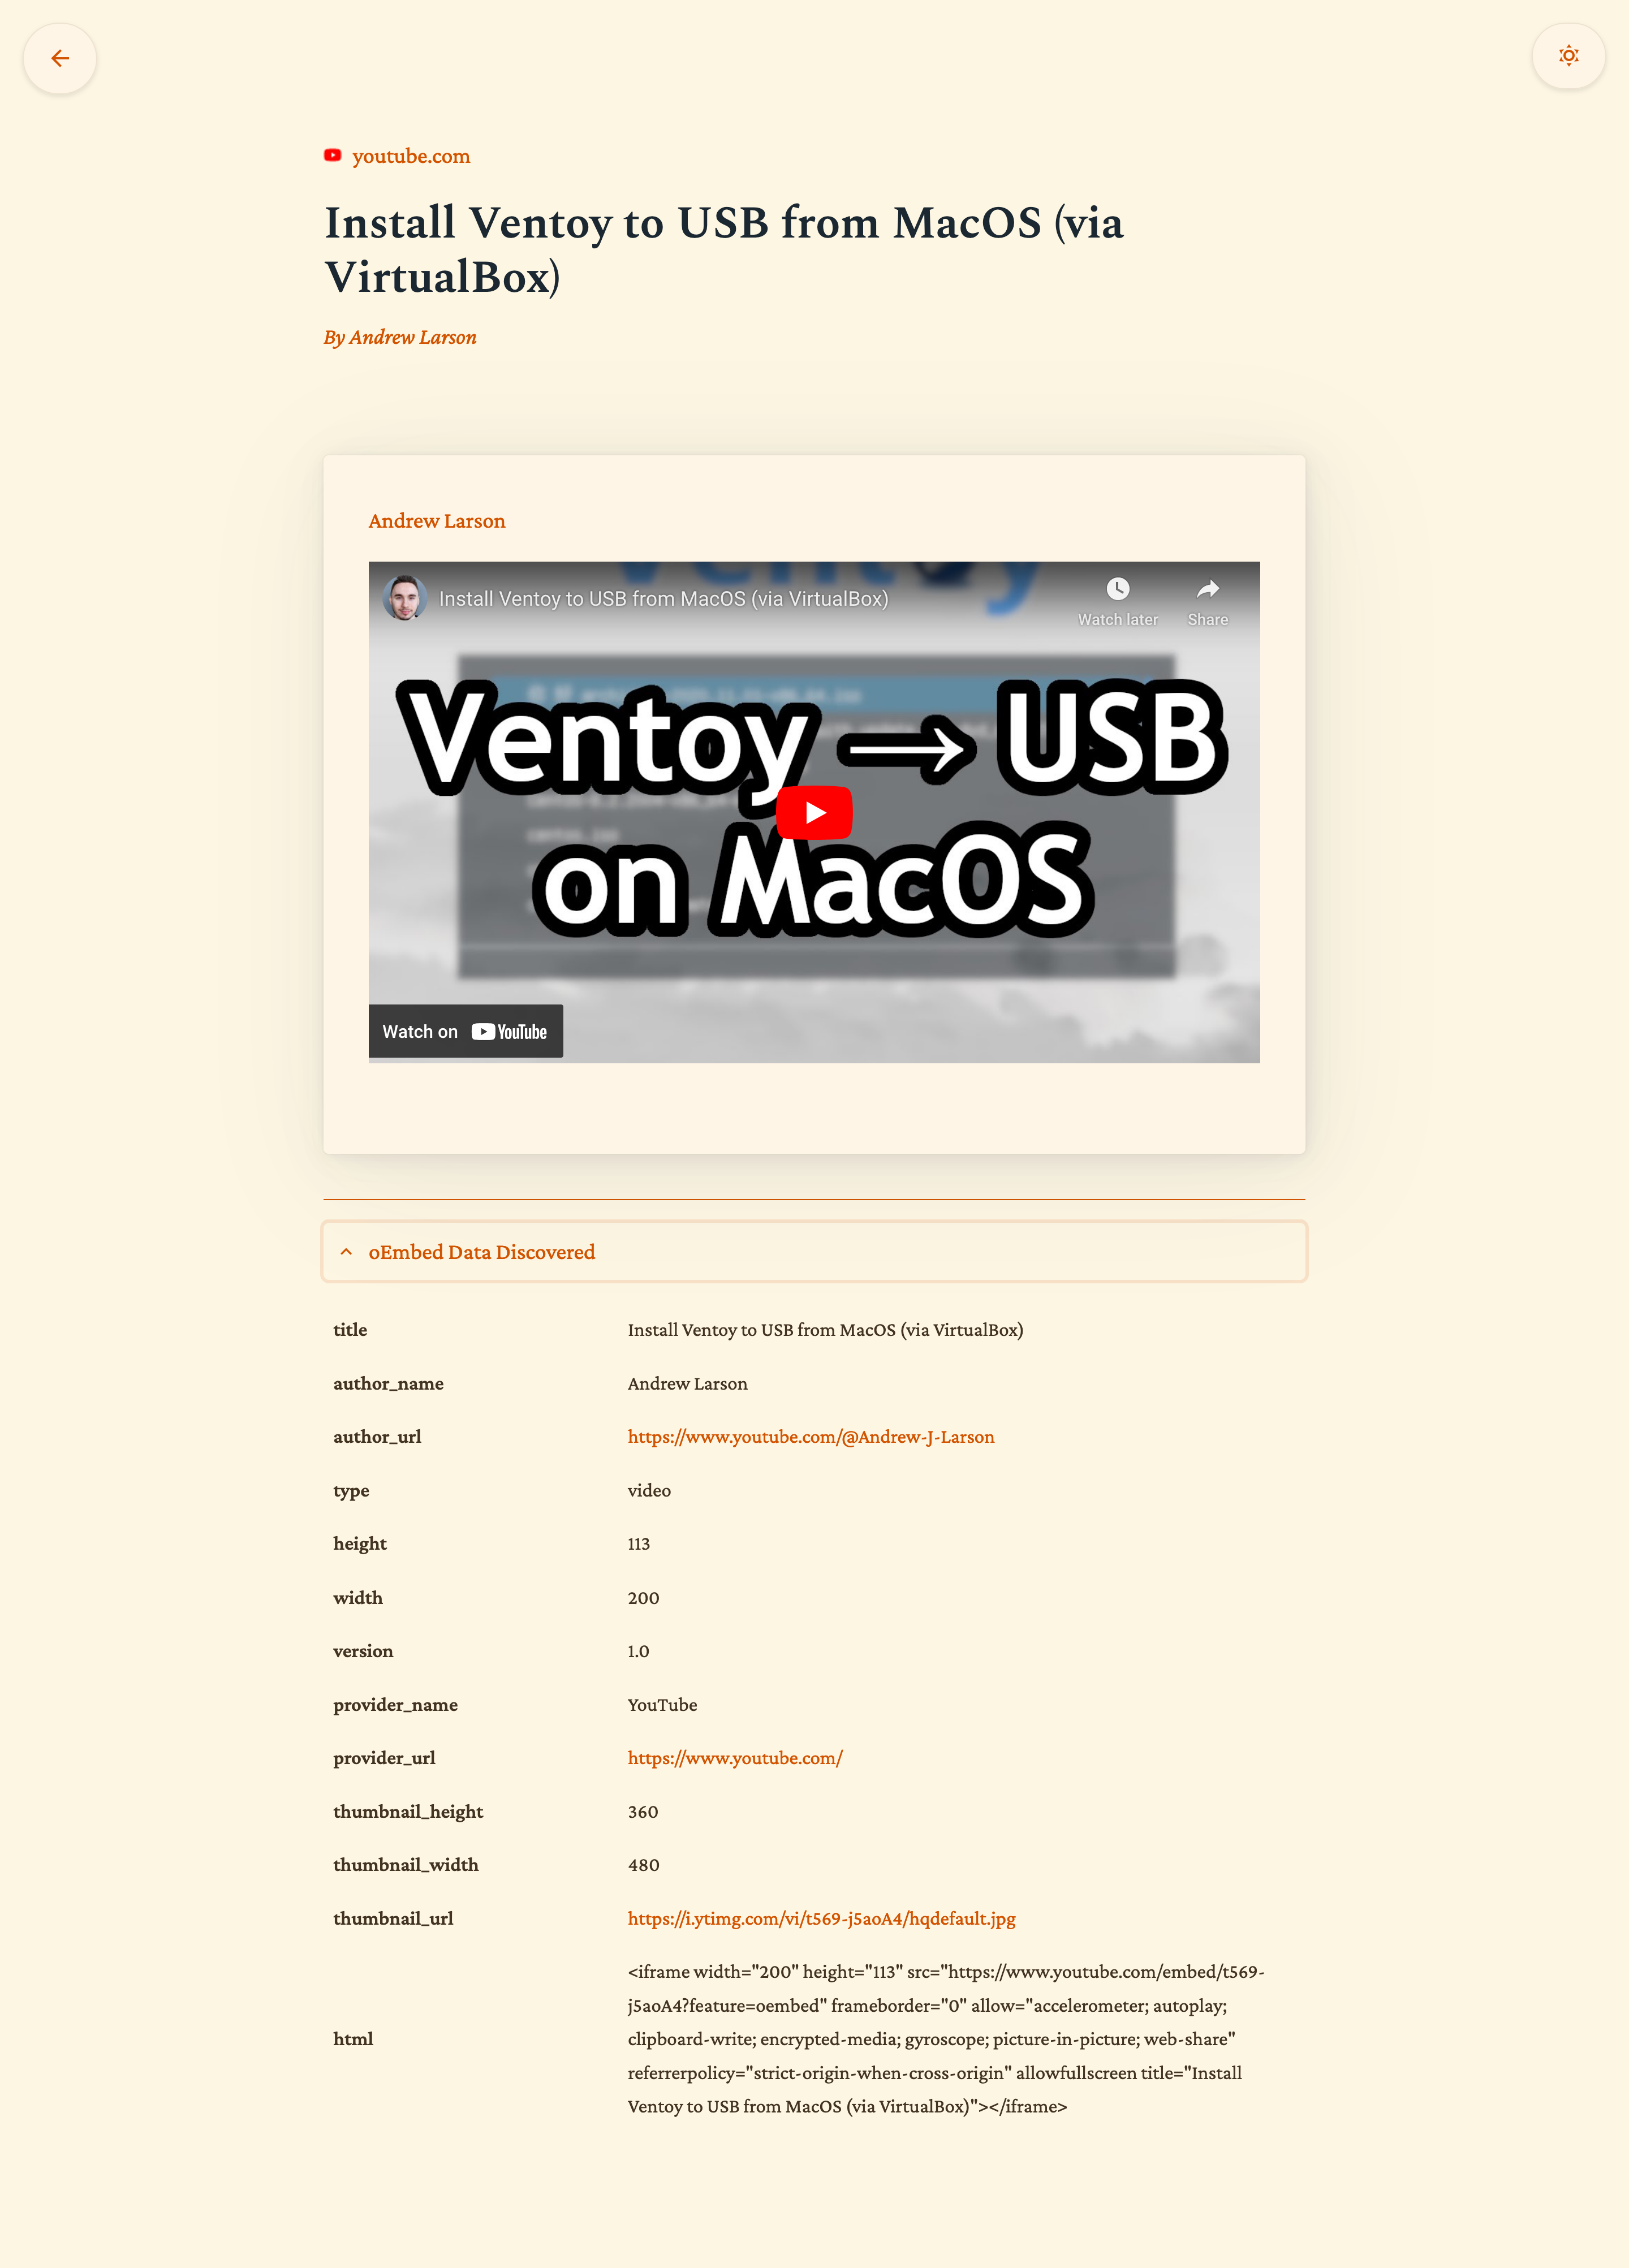 youtube.com
Install Ventoy to USB from MacOS (via
VirtualBox)
By Andrew Larson
Andrew Larson
Install Ventoy to USB from MacOS (via VirtualBox)
Watch later
Share
Ventoy → USB
on MacOS
Watch on YouTube
oEmbed Data Discovered
title Install Ventoy to USB from MacOS (via VirtualBox)
author_name Andrew Larson
author_url https://www.youtube.com/@Andrew-J-Larson
type video
height 113
width 200
version 1.0
provider_name YouTube
provider_url https://www.youtube.com/
thumbnail_height 360
thumbnail_width 480
thumbnail_url https://i.ytimg.com/vi/t569-j5aoA4/hqdefault.jpg
html
<iframe width="200" height="113" src="https://www.youtube.com/embed/t569-
j5aoA4?feature=oembed" frameborder="0" allow="accelerometer; autoplay;
clipboard-write; encrypted-media; gyroscope; picture-in-picture; web-share"
referrerpolicy="strict-origin-when-cross-origin" allowfullscreen title="Install
Ventoy to USB from MacOS (via VirtualBox)"></iframe>